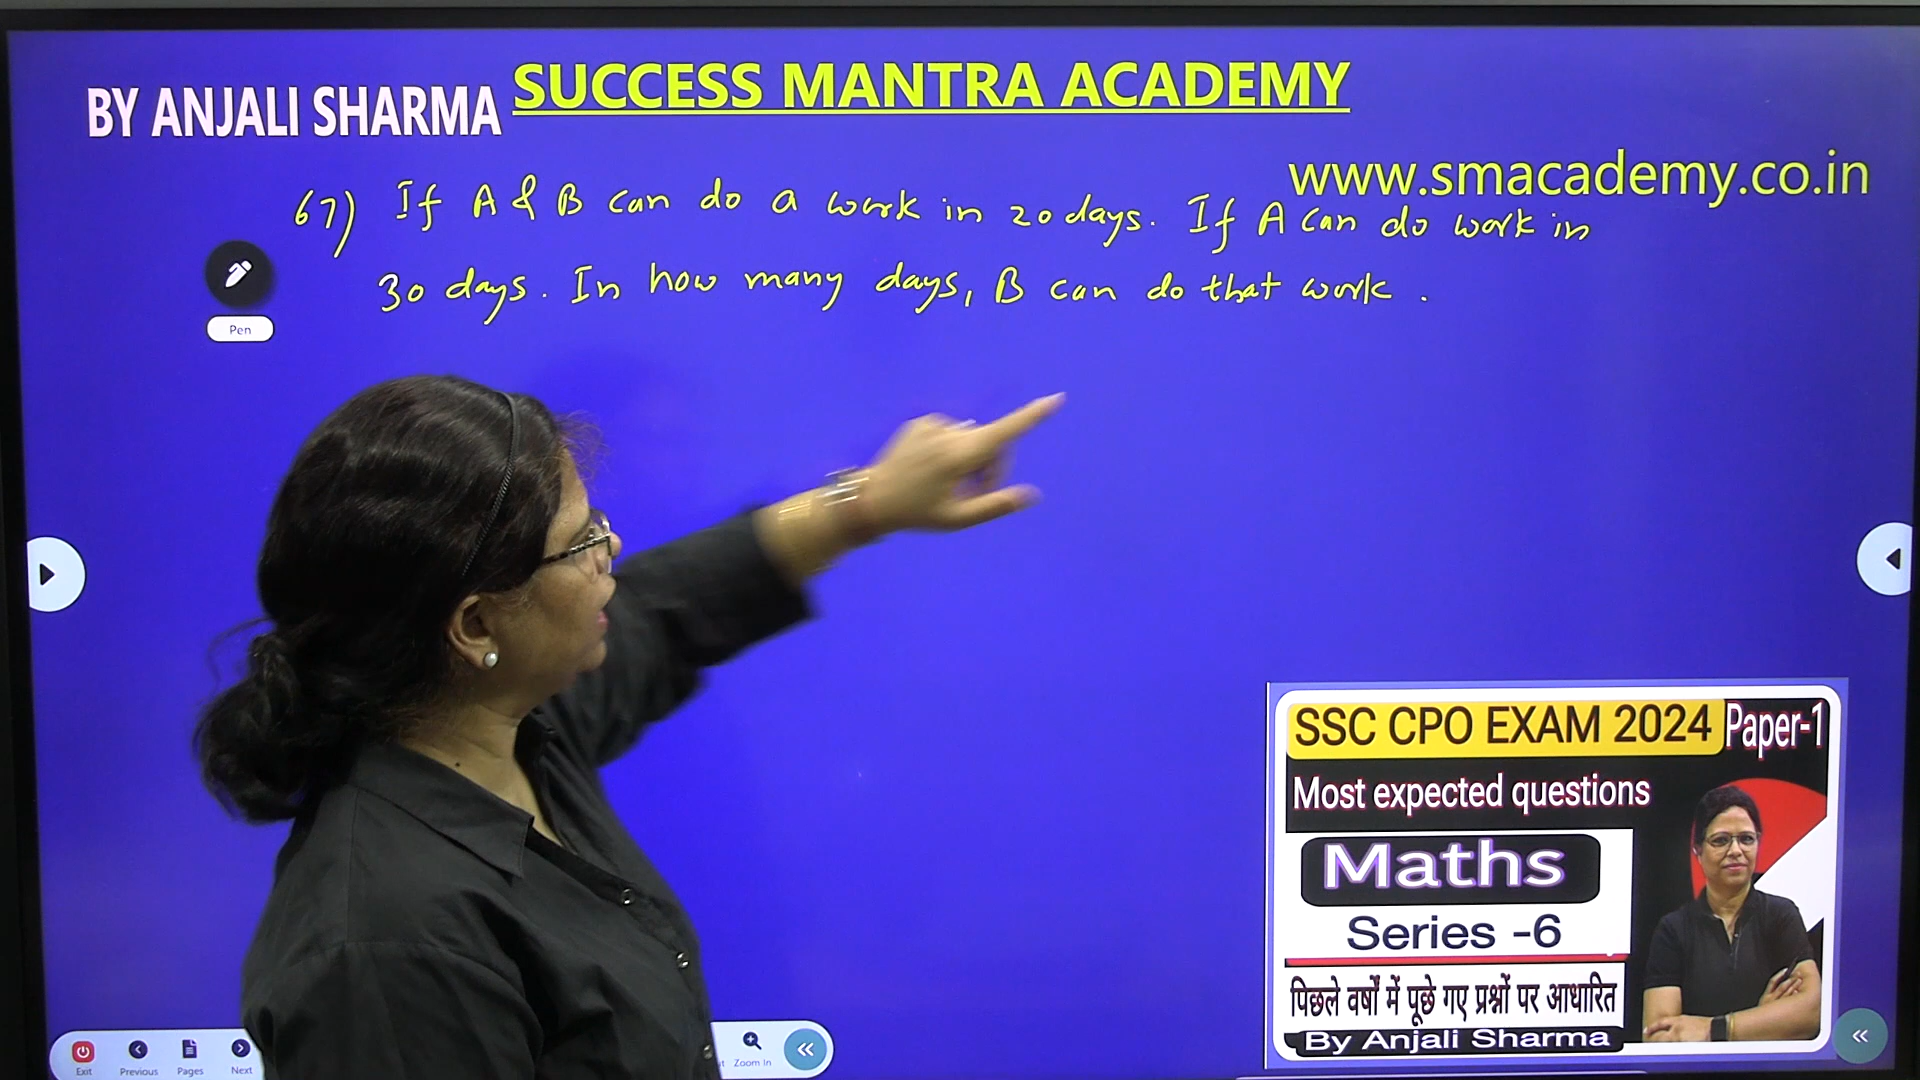 BY ANJALI SHARMA SUCCESS MANTRA ACADEMY
www.smacademy.co.in
67) If A & B can do a work in 20 days. If A can do work in
30 days. In how many days, B can do that work.
Pen
SSC CPO EXAM 2024 Paper-1
Most expected questions
Maths
Series -6
पिछले वर्षों में पूछे गए प्रश्नों पर आधारित
By Anjali Sharma
Exit Previous Pages Next Zoom In